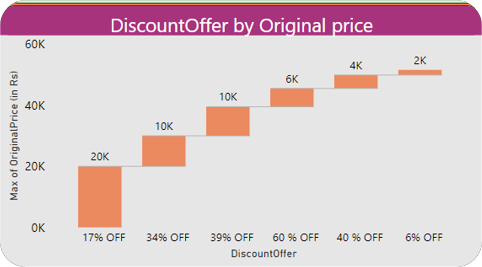 DiscountOffer by Original price
Max of OriginalPrice (in Rs)
60K
40K
20K
0K
20K
10K
10K
6K
4K
2K
17% OFF
34% OFF
39% OFF
60 % OFF
40 % OFF
6% OFF
DiscountOffer